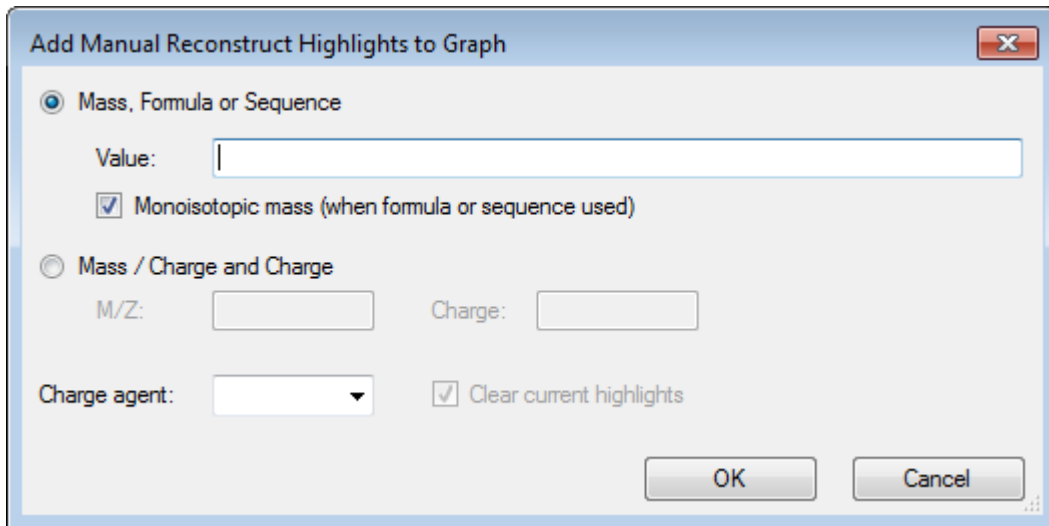 Add Manual Reconstruct Highlights to Graph
Mass, Formula or Sequence
Value:
Monoisotopic mass (when formula or sequence used)
Mass / Charge and Charge
M/Z: Charge:
Charge agent: Clear current highlights
OK Cancel